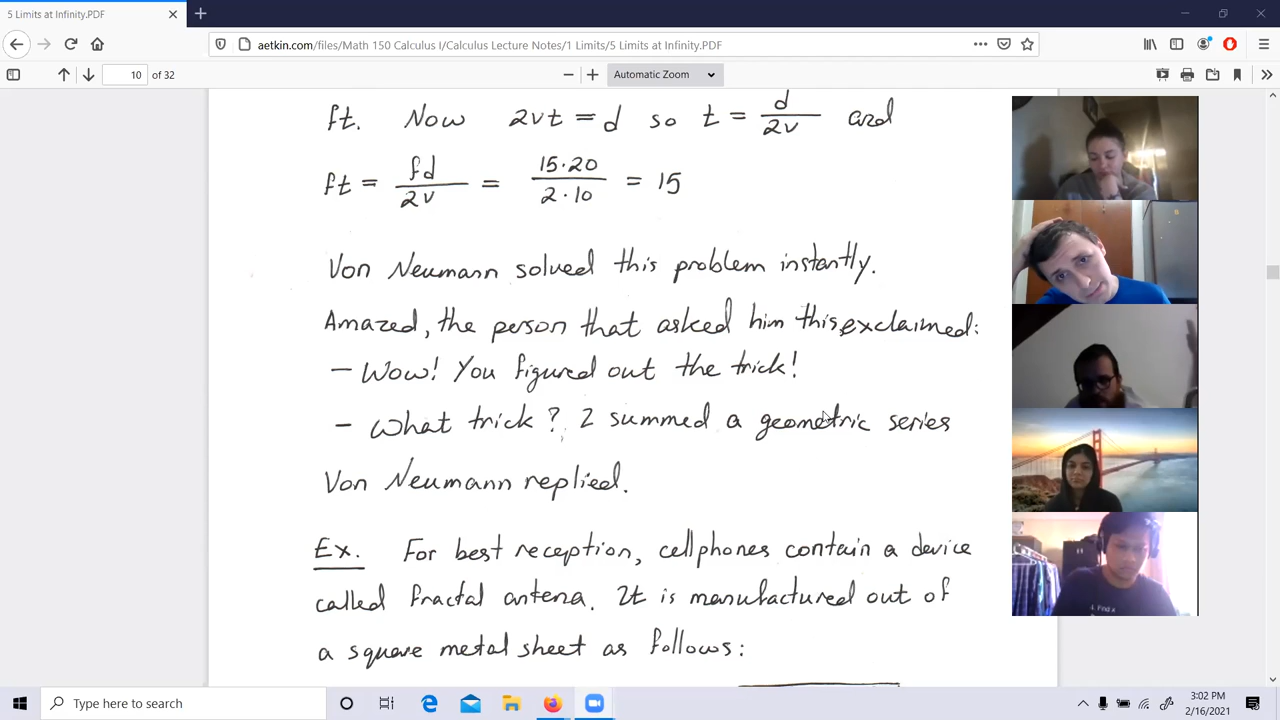 5 Limits at Infinity.PDF
aetkin.com/files/Math 150 Calculus I/Calculus Lecture Notes/1 Limits/5 Limits at Infinity.PDF
10 of 32
Automatic Zoom
ft. Now 2vt = d so t = d/2v and
ft = fd/2v = 15·20/2·10 = 15
Von Neumann solved this problem instantly.
Amazed, the person that asked him this, exclaimed:
– Wow! You figured out the trick!
– What trick? I summed a geometric series
Von Neumann replied.
Ex. For best reception, cellphones contain a device
called fractal antena. It is manufactured out of
a square metal sheet as follows:
4. Find x
Type here to search
3:02 PM
2/16/2021